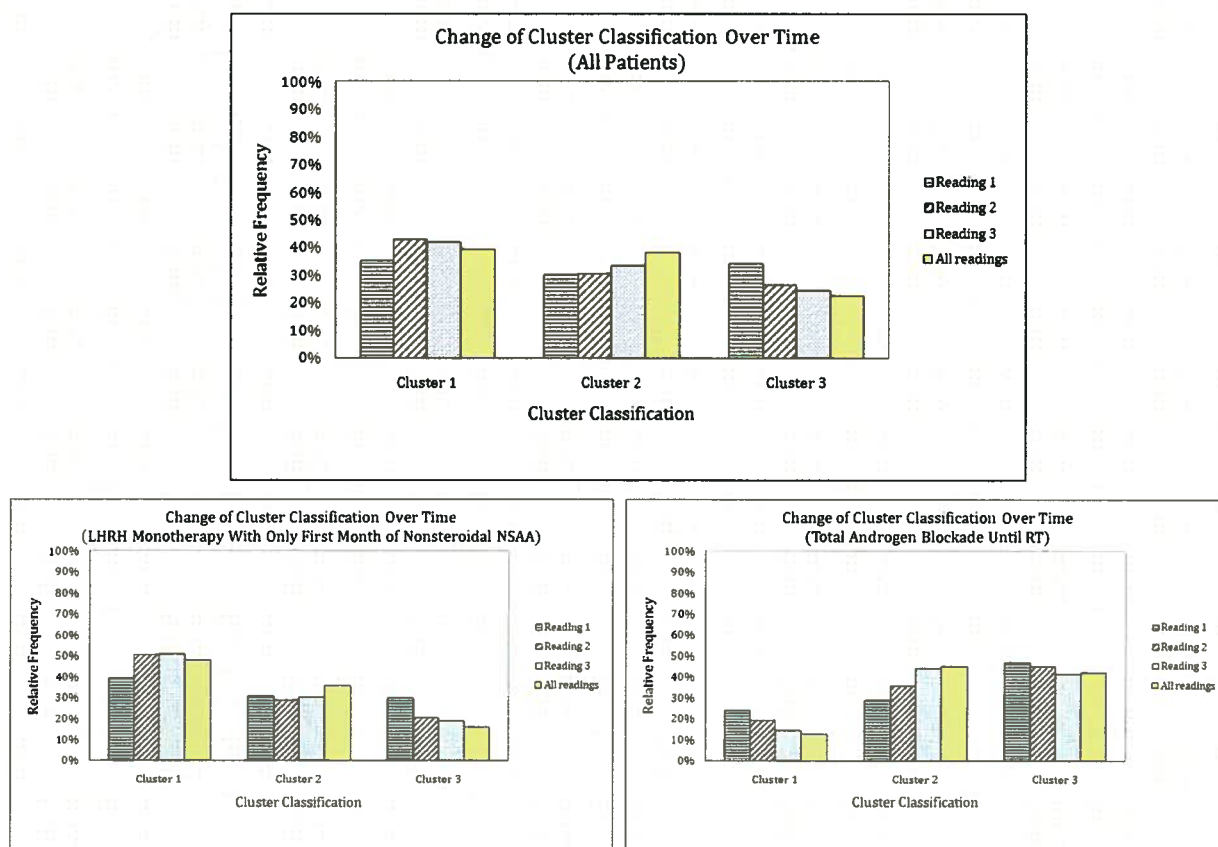 Change of Cluster Classification Over Time
(All Patients)
100%
90%
80%
70%
60%
50%
40%
30%
20%
10%
0%
Relative Frequency
Cluster 1
Cluster 2
Cluster 3
Cluster Classification
Reading 1
Reading 2
Reading 3
All readings
Change of Cluster Classification Over Time
(LHRH Monotherapy With Only First Month of Nonsteroidal NSAA)
100%
90%
80%
70%
60%
50%
40%
30%
20%
10%
0%
Relative Frequency
Cluster 1
Cluster 2
Cluster 3
Cluster Classification
Reading 1
Reading 2
Reading 3
All readings
Change of Cluster Classification Over Time
(Total Androgen Blockade Until RT)
100%
90%
80%
70%
60%
50%
40%
30%
20%
10%
0%
Relative Frequency
Cluster 1
Cluster 2
Cluster 3
Cluster Classification
Reading 1
Reading 2
Reading 3
All readings